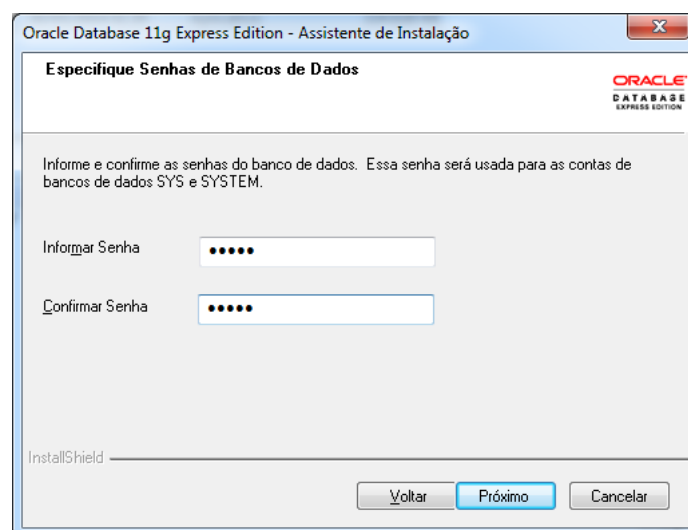 Oracle Database 11g Express Edition - Assistente de Instalação
Especifique Senhas de Bancos de Dados
ORACLE
DATABASE
EXPRESS EDITION
Informe e confirme as senhas do banco de dados. Essa senha será usada para as contas de
bancos de dados SYS e SYSTEM.
Informar Senha •••••
Confirmar Senha •••••
InstallShield
Voltar Próximo Cancelar